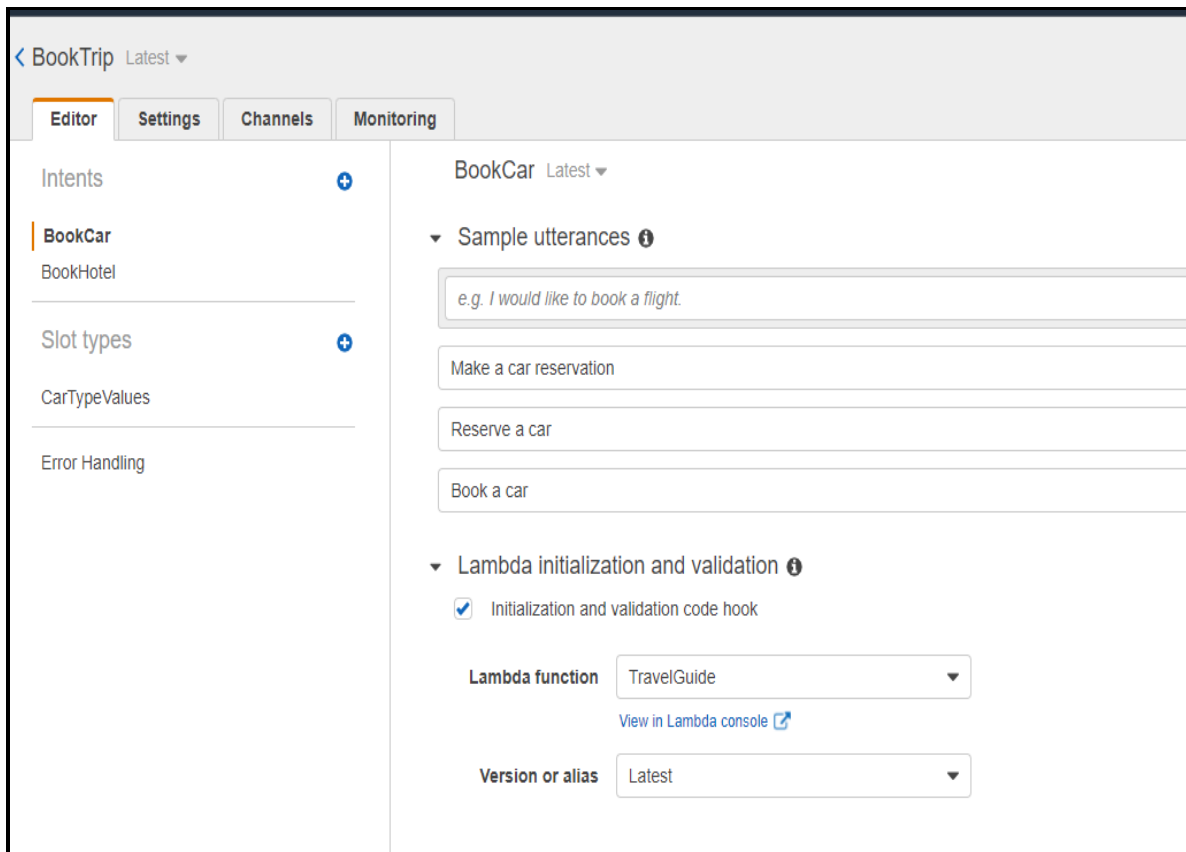 BookTrip Latest
Editor Settings Channels Monitoring
Intents
BookCar
BookHotel
Slot types
CarTypeValues
Error Handling
BookCar Latest
Sample utterances
e.g. I would like to book a flight.
Make a car reservation
Reserve a car
Book a car
Lambda initialization and validation
Initialization and validation code hook
Lambda function TravelGuide
View in Lambda console
Version or alias Latest